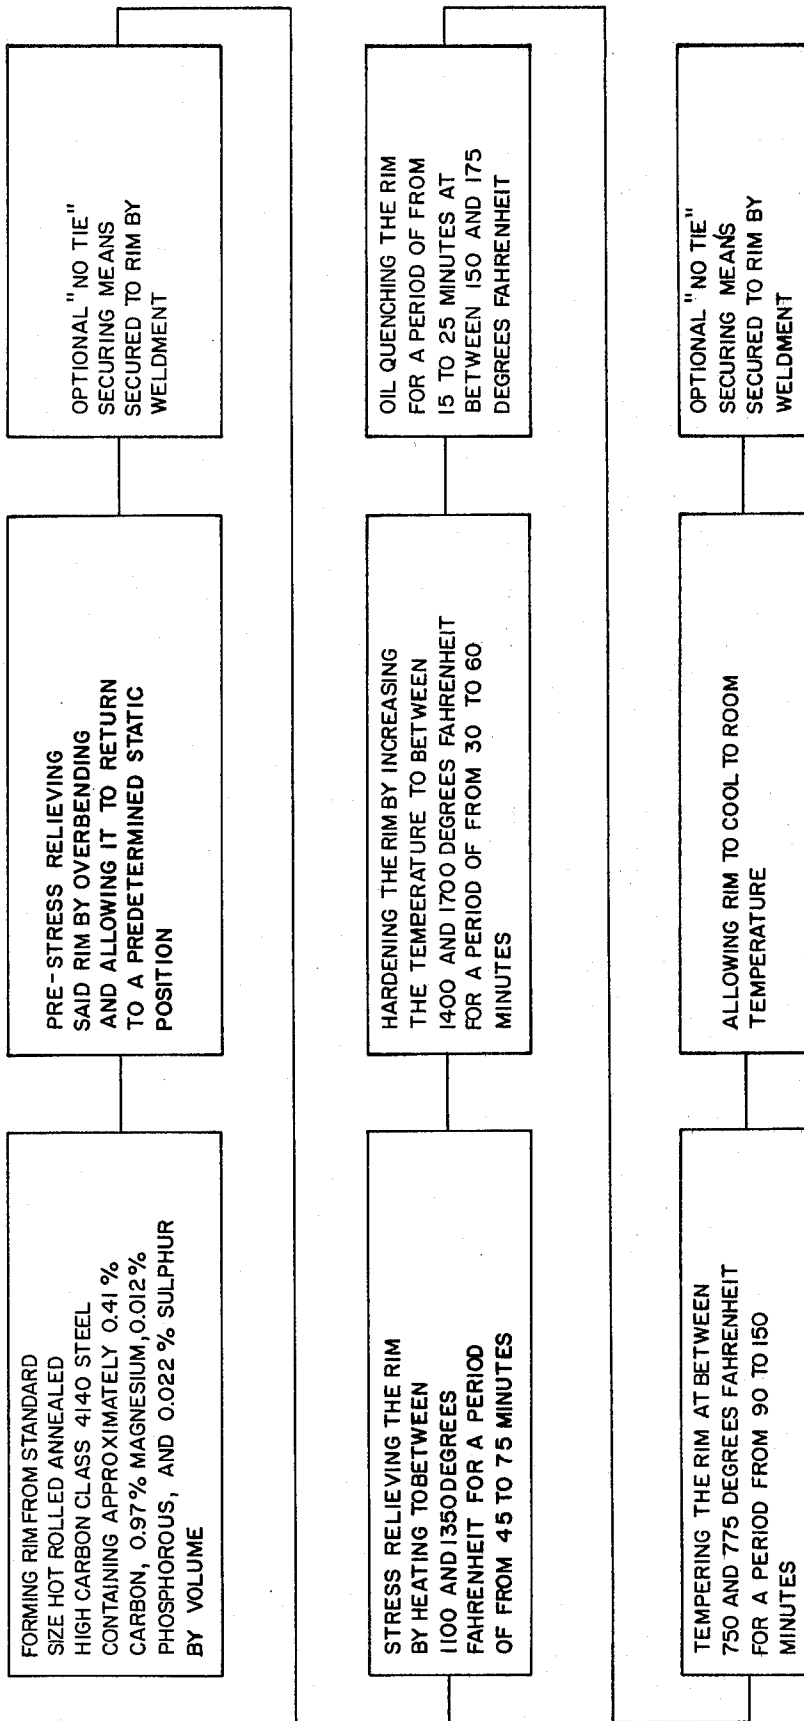 FORMING RIM FROM STANDARD
SIZE HOT ROLLED ANNEALED
HIGH CARBON CLASS 4140 STEEL
CONTAINING APPROXIMATELY 0.41 %
CARBON, 0.97% MAGNESIUM, 0.012%
PHOSPHOROUS, AND 0.022 % SULPHUR
BY VOLUME
PRE-STRESS RELIEVING
SAID RIM BY OVERBENDING
AND ALLOWING IT TO RETURN
TO A PREDETERMINED STATIC
POSITION
OPTIONAL "NO TIE"
SECURING MEANS
SECURED TO RIM BY
WELDMENT
STRESS RELIEVING THE RIM
BY HEATING TO BETWEEN
1100 AND 1350 DEGREES
FAHRENHEIT FOR A PERIOD
OF FROM 45 TO 75 MINUTES
HARDENING THE RIM BY INCREASING
THE TEMPERATURE TO BETWEEN
1400 AND 1700 DEGREES FAHRENHEIT
FOR A PERIOD OF FROM 30 TO 60
MINUTES
OIL QUENCHING THE RIM
FOR A PERIOD OF FROM
15 TO 25 MINUTES AT
BETWEEN 150 AND 175
DEGREES FAHRENHEIT
TEMPERING THE RIM AT BETWEEN
750 AND 775 DEGREES FAHRENHEIT
FOR A PERIOD FROM 90 TO 150
MINUTES
ALLOWING RIM TO COOL TO ROOM
TEMPERATURE
OPTIONAL "NO TIE"
SECURING MEANS
SECURED TO RIM BY
WELDMENT